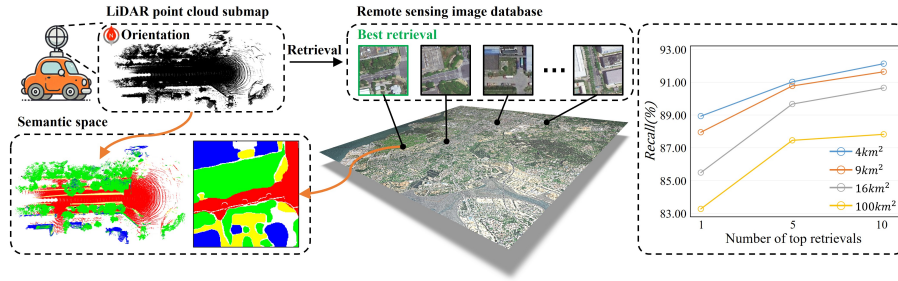 LiDAR point cloud submap
Orientation
Retrieval
Remote sensing image database
Best retrieval
Semantic space
93.00
91.00
89.00
87.00
85.00
83.00
Recall(%)
4km²
9km²
16km²
100km²
1
5
10
Number of top retrievals